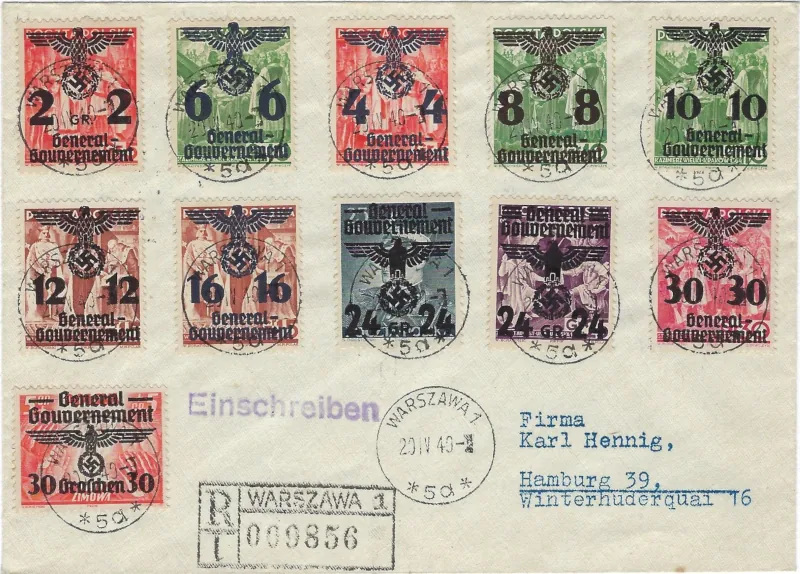 2 GR 2
General-
Gouvernement
6 6
General-
Gouvernement
4 4
General-
Gouvernement
8 8
General-
Gouvernement
10 10
General-
Gouvernement
12 12
General-
Gouvernement
16 16
General-
Gouvernement
General
Gouvernement
24 GR. 24
General
Gouvernement
24 GR. 24
30 30
General-
Gouvernement
General
Gouvernement
30 Groschen 30
ZIMOWA
Einschreiben
WARSZAWA 1
20 IV 40
*5a*
R WARSZAWA 1
1 000856
Firma
Karl Hennig,
Hamburg 39,
Winterhuderquai 16